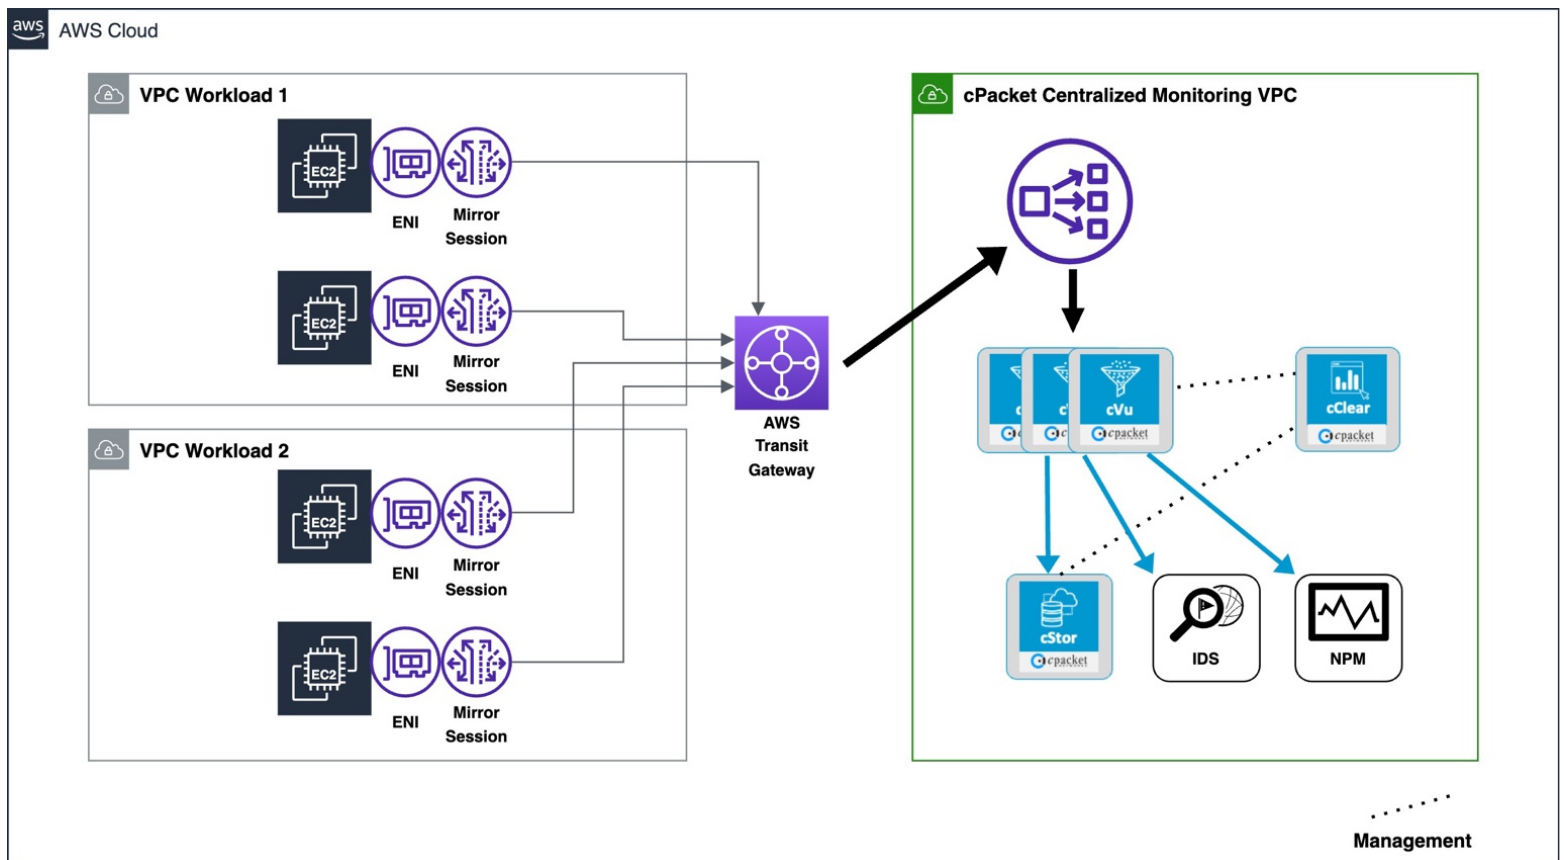 aws
AWS Cloud
VPC Workload 1
EC2
ENI
Mirror
Session
EC2
ENI
Mirror
Session
VPC Workload 2
EC2
ENI
Mirror
Session
EC2
ENI
Mirror
Session
AWS
Transit
Gateway
cPacket Centralized Monitoring VPC
cVu
cpacket
cClear
cpacket
cStor
cpacket
IDS
NPM
Management